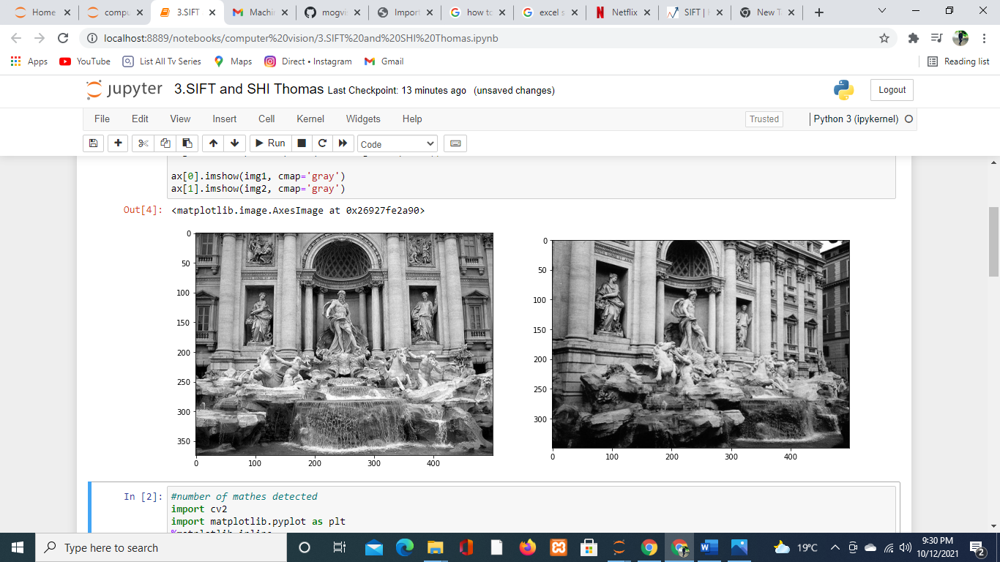 Home
compu
3.SIFT
Machin
mogvi
Import
how to
excel s
Netflix
SIFT | H
New T
localhost:8889/notebooks/computer%20vision/3.SIFT%20and%20SHI%20Thomas.ipynb
Apps
YouTube
List All Tv Series
Maps
Direct • Instagram
Gmail
Reading list
jupyter 3.SIFT and SHI Thomas Last Checkpoint: 13 minutes ago (unsaved changes)
Logout
File Edit View Insert Cell Kernel Widgets Help
Trusted
Python 3 (ipykernel)
Run
Code
ax[0].imshow(img1, cmap='gray')
ax[1].imshow(img2, cmap='gray')
Out[4]: <matplotlib.image.AxesImage at 0x26927fe2a90>
0
50
100
150
200
250
300
350
0 100 200 300 400
0
50
100
150
200
250
300
0 100 200 300 400
In [2]: #number of mathes detected
import cv2
import matplotlib.pyplot as plt
%matplotlib inline
Type here to search
19°C
9:30 PM
10/12/2021
2